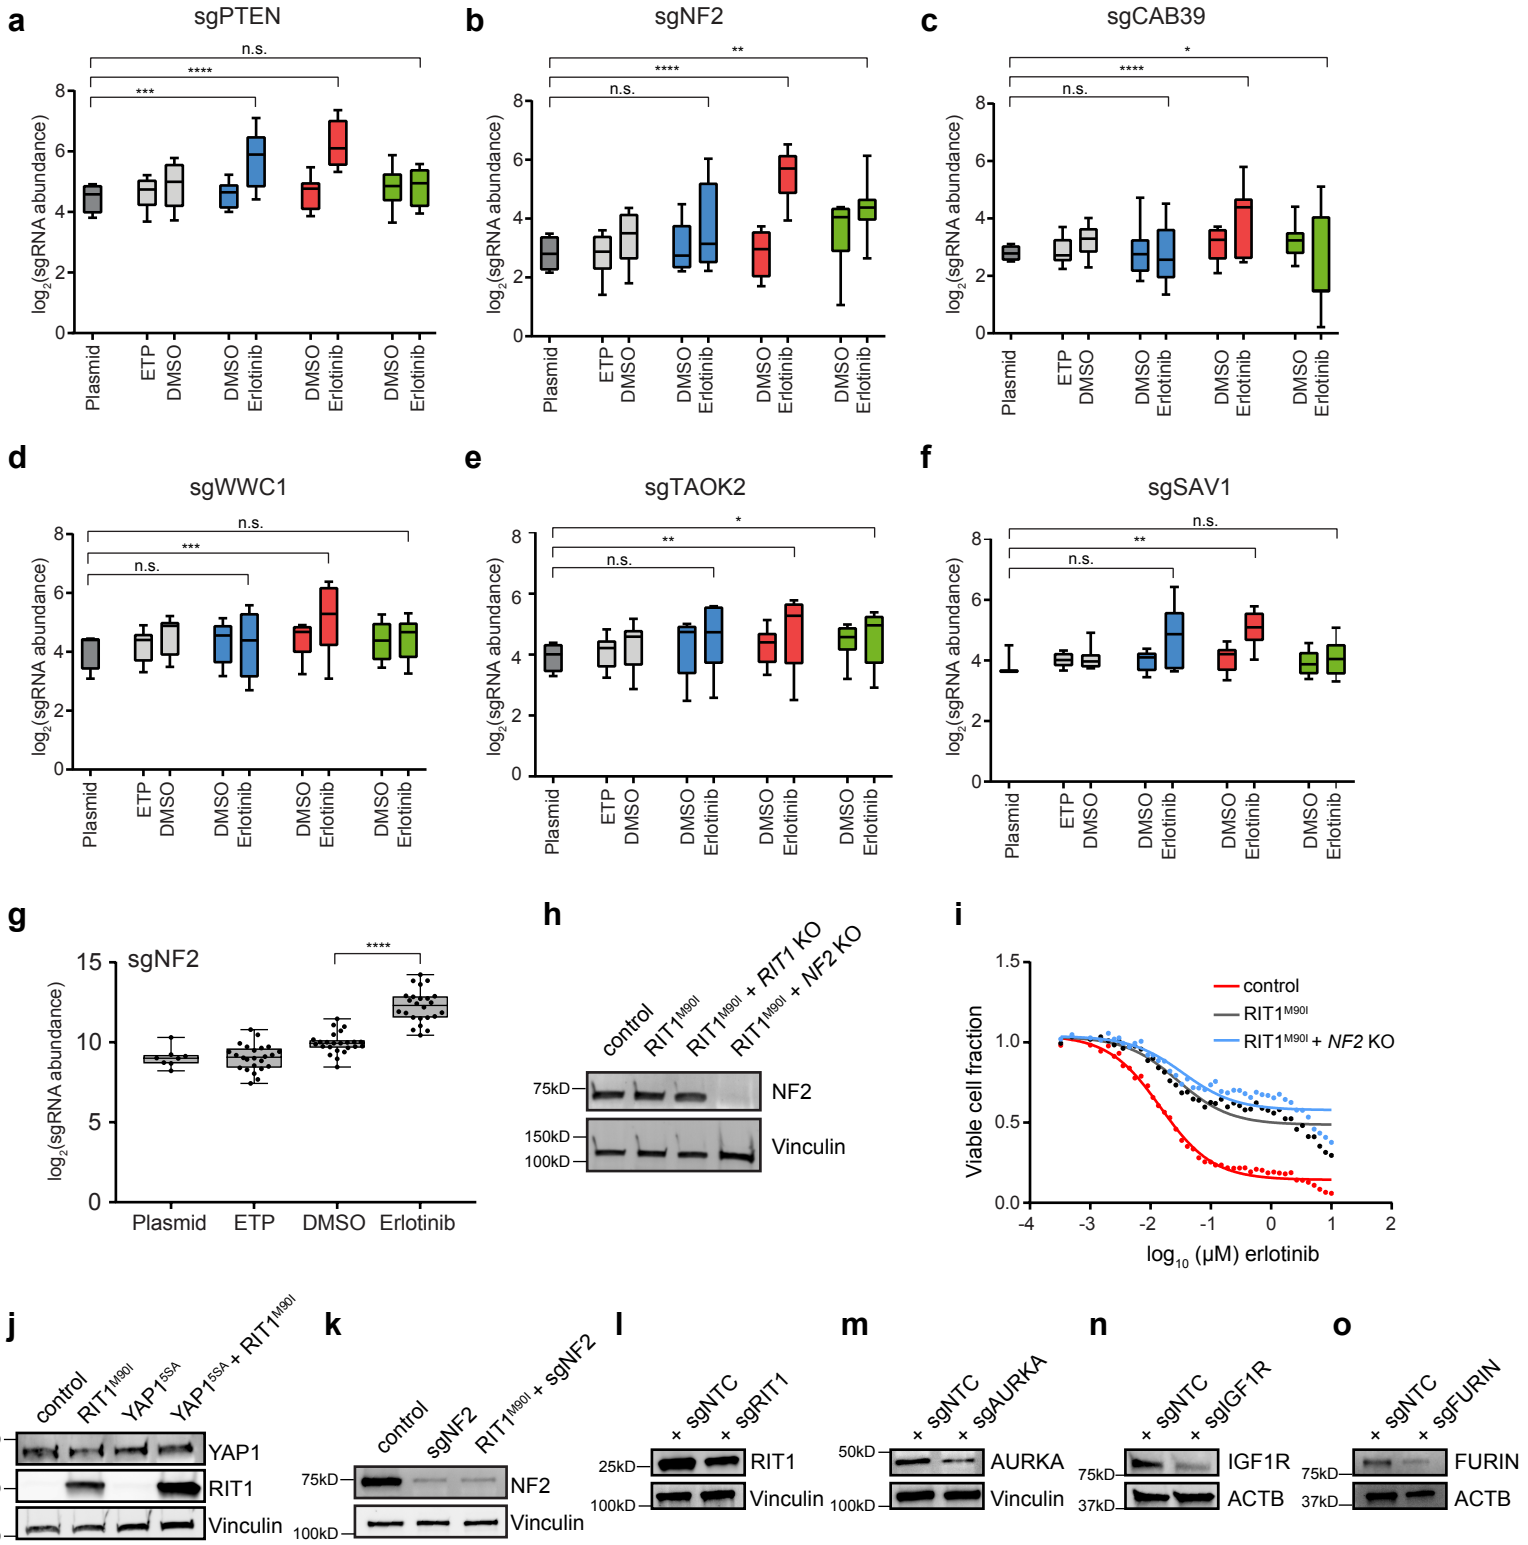 a
sgPTEN
n.s.
****
***
log2(sgRNA abundance)
8
6
4
2
0
Plasmid
ETP
DMSO
DMSO
Erlotinib
DMSO
Erlotinib
DMSO
Erlotinib
b
sgNF2
**
****
n.s.
log2(sgRNA abundance)
8
6
4
2
0
Plasmid
ETP
DMSO
DMSO
Erlotinib
DMSO
Erlotinib
DMSO
Erlotinib
c
sgCAB39
*
****
n.s.
log2(sgRNA abundance)
8
6
4
2
0
Plasmid
ETP
DMSO
DMSO
Erlotinib
DMSO
Erlotinib
DMSO
Erlotinib
d
sgWWC1
n.s.
***
n.s.
log2(sgRNA abundance)
8
6
4
2
0
Plasmid
ETP
DMSO
DMSO
Erlotinib
DMSO
Erlotinib
DMSO
Erlotinib
e
sgTAOK2
*
**
n.s.
log2(sgRNA abundance)
8
6
4
2
0
Plasmid
ETP
DMSO
DMSO
Erlotinib
DMSO
Erlotinib
DMSO
Erlotinib
f
sgSAV1
n.s.
**
n.s.
log2(sgRNA abundance)
8
6
4
2
0
Plasmid
ETP
DMSO
DMSO
Erlotinib
DMSO
Erlotinib
DMSO
Erlotinib
g
sgNF2
****
log2(sgRNA abundance)
15
10
5
0
Plasmid
ETP
DMSO
Erlotinib
h
control
RIT1M90I
RIT1M90I + RIT1 KO
RIT1M90I + NF2 KO
75kD
NF2
150kD
100kD
Vinculin
i
control
RIT1M90I
RIT1M90I + NF2 KO
Viable cell fraction
1.5
1.0
0.5
0.0
-4
-3
-2
-1
0
1
2
log10 (µM) erlotinib
j
control
RIT1M90I
YAP15SA
YAP15SA + RIT1M90I
YAP1
RIT1
Vinculin
k
control
sgNF2
RIT1M90I + sgNF2
75kD
NF2
100kD
Vinculin
l
+ sgNTC
+ sgRIT1
25kD
RIT1
100kD
Vinculin
m
+ sgNTC
+ sgAURKA
50kD
AURKA
100kD
Vinculin
n
+ sgNTC
+ sgIGF1R
75kD
IGF1R
37kD
ACTB
o
+ sgNTC
+ sgFURIN
75kD
FURIN
37kD
ACTB